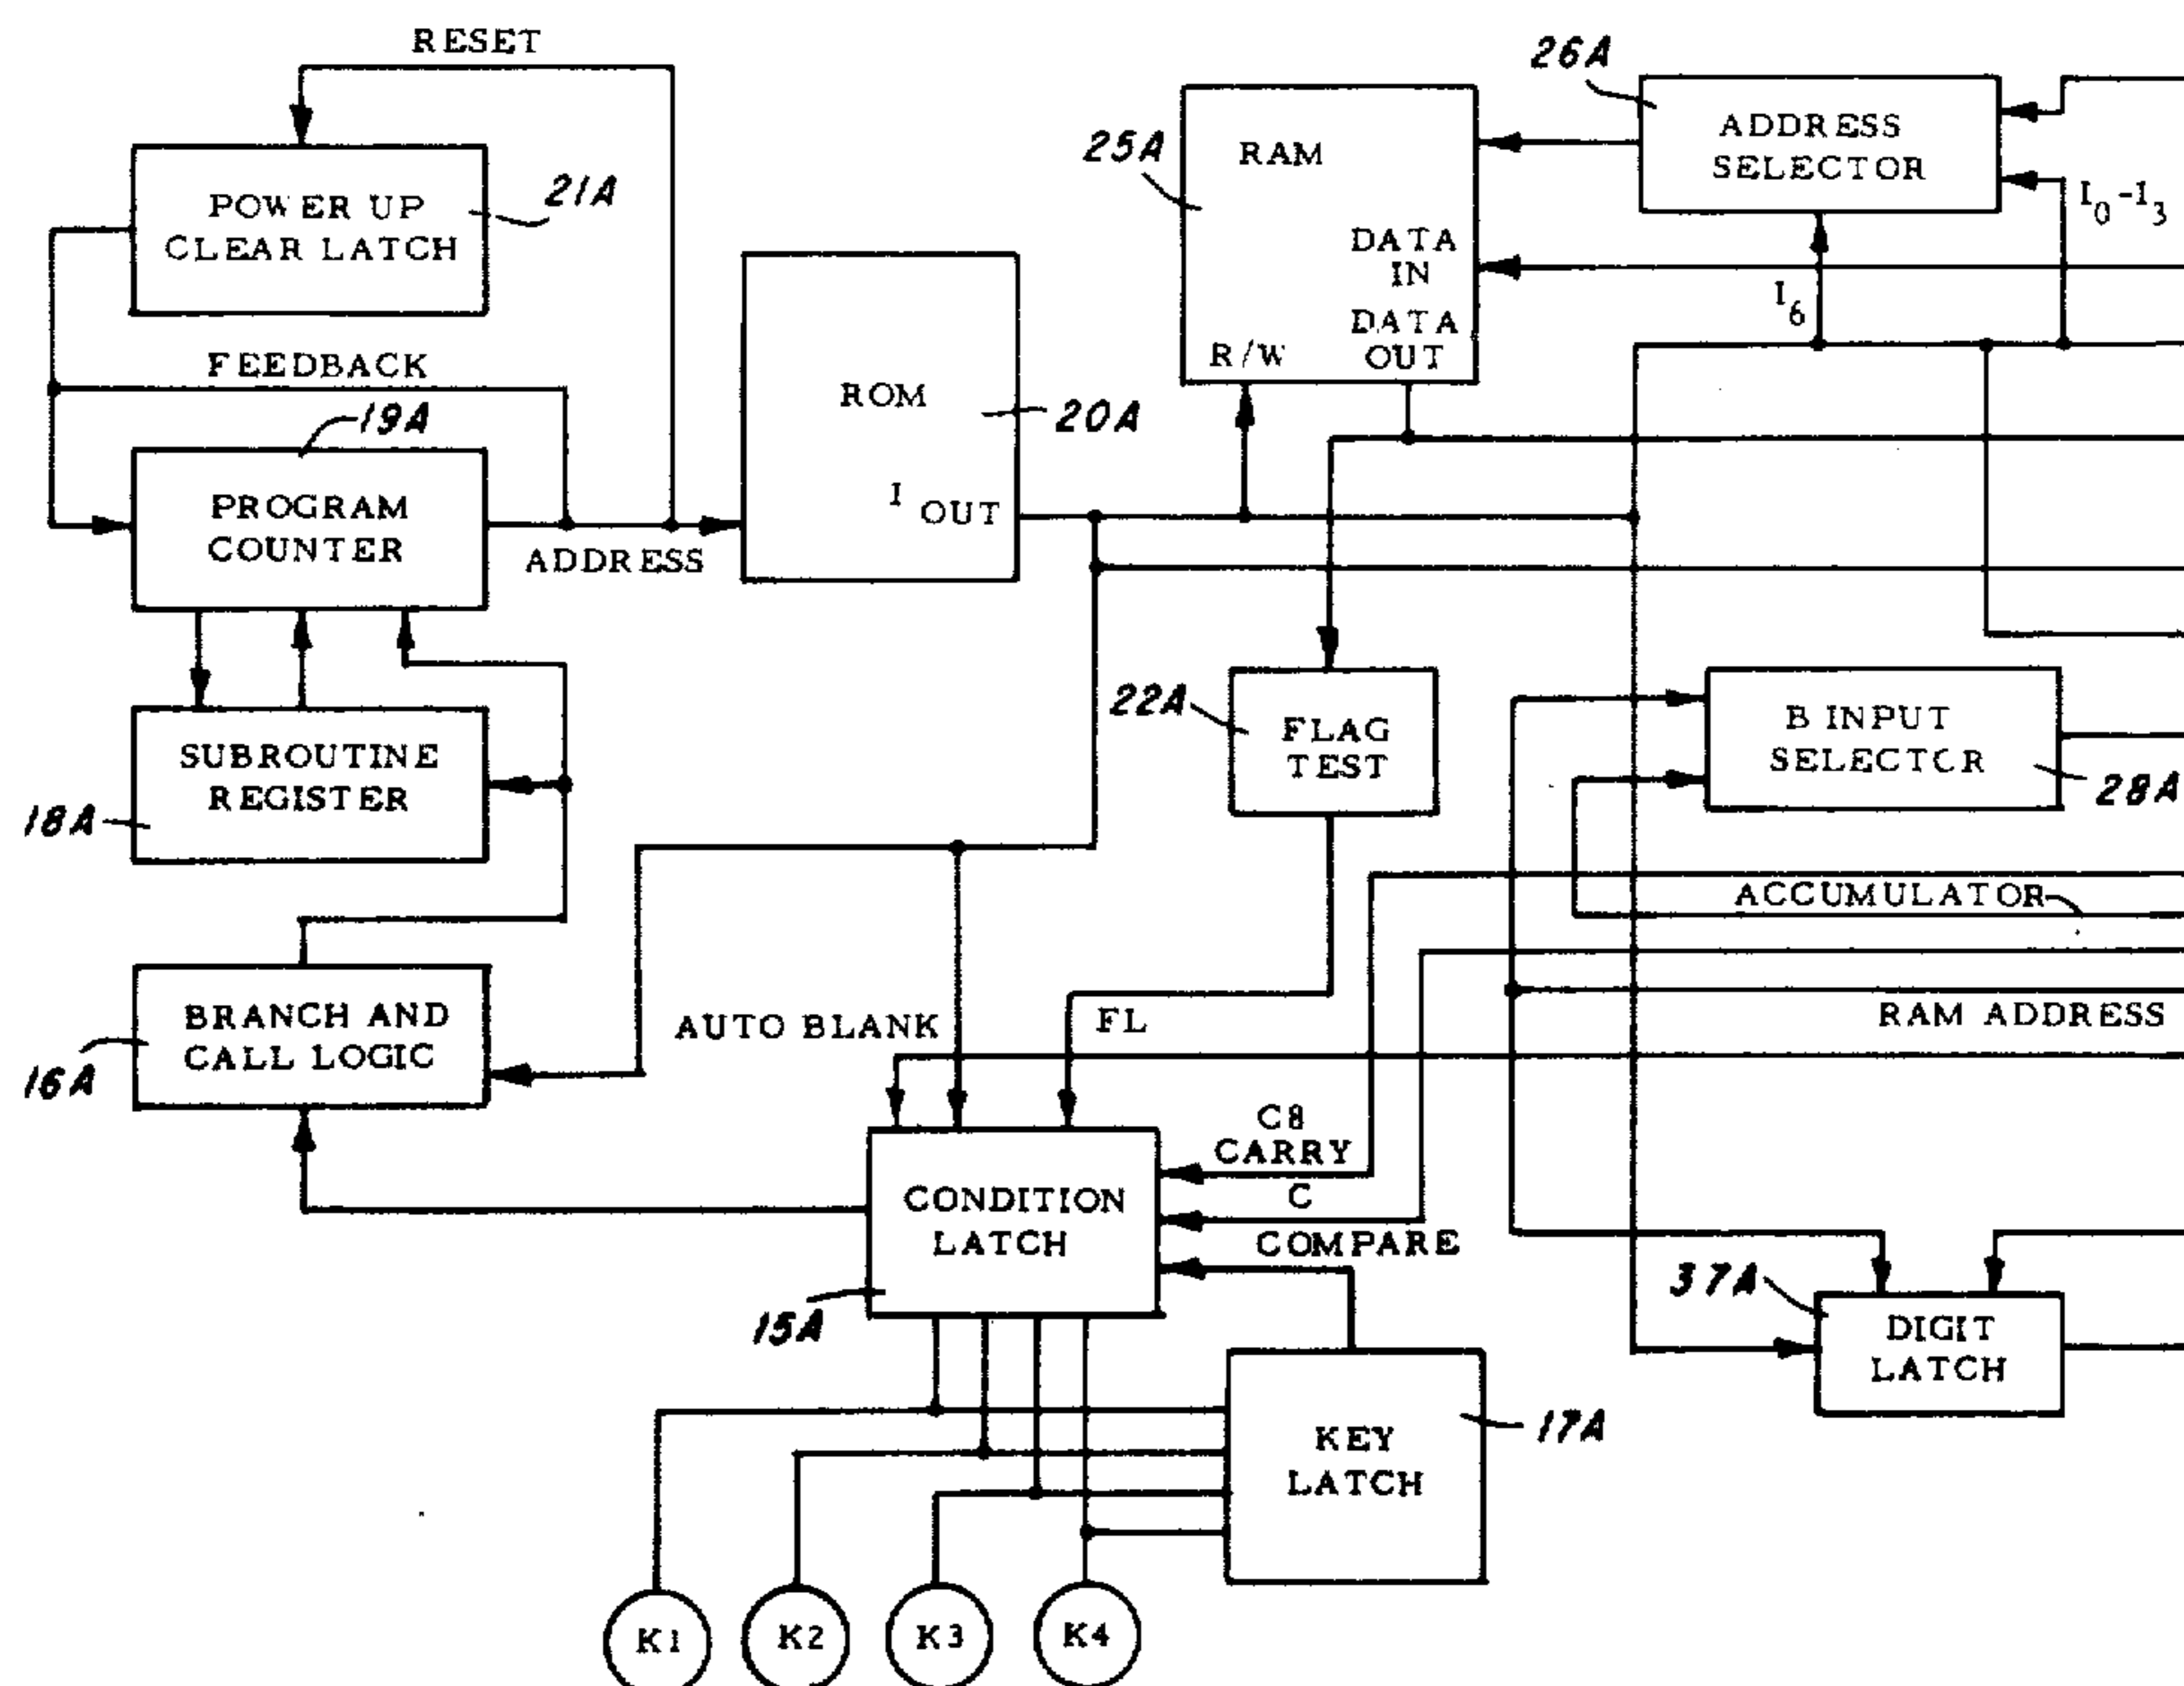 RESET
26A
ADDRESS
SELECTOR
25A
RAM
POWER UP
CLEAR LATCH
21A
I0-I3
DATA
IN
I6
DATA
OUT
R/W
FEEDBACK
19A
ROM
20A
PROGRAM
COUNTER
I OUT
ADDRESS
SUBROUTINE
REGISTER
18A
22A
FLAG
TEST
B INPUT
SELECTOR
28A
ACCUMULATOR
BRANCH AND
CALL LOGIC
16A
AUTO BLANK
FL
RAM ADDRESS
C8
CARRY
C
COMPARE
CONDITION
LATCH
15A
37A
DIGIT
LATCH
KEY
LATCH
17A
K1
K2
K3
K4